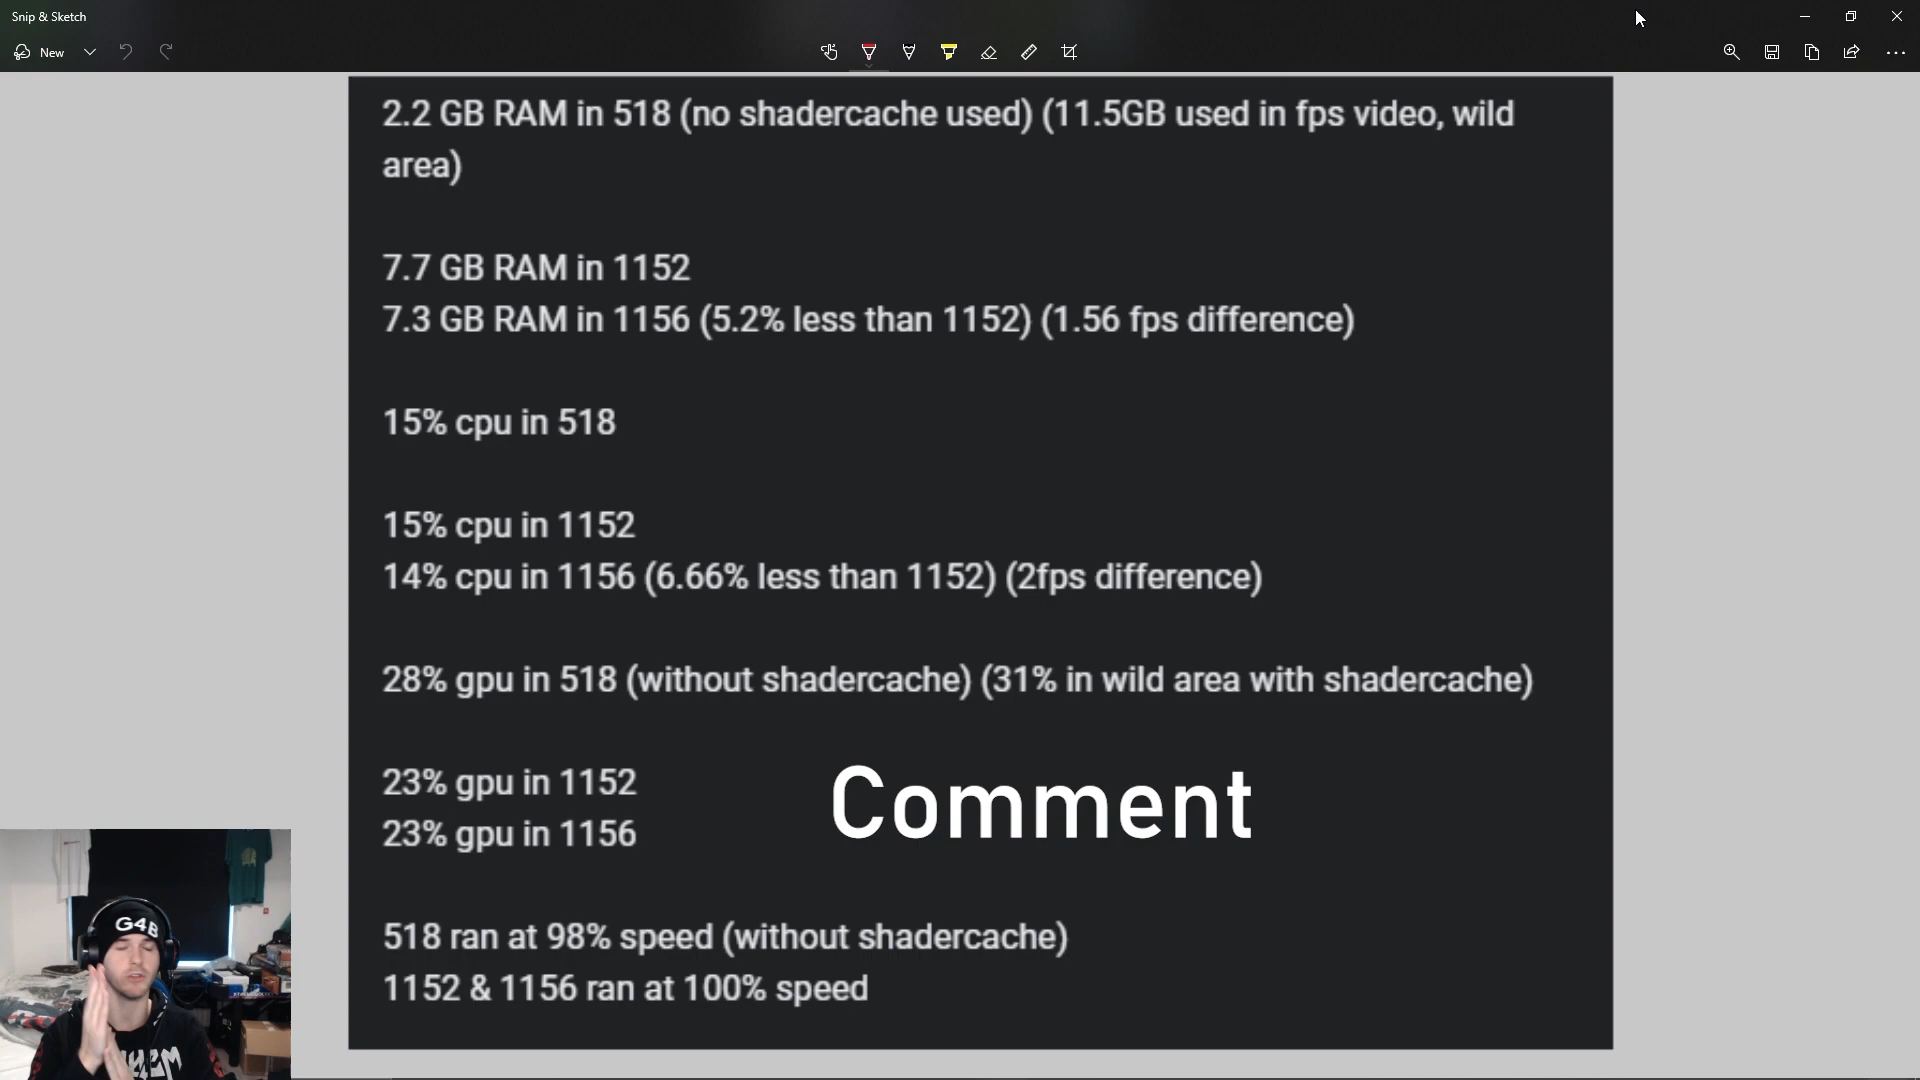 Snip & Sketch
New
2.2 GB RAM in 518 (no shadercache used) (11.5GB used in fps video, wild
area)
7.7 GB RAM in 1152
7.3 GB RAM in 1156 (5.2% less than 1152) (1.56 fps difference)
15% cpu in 518
15% cpu in 1152
14% cpu in 1156 (6.66% less than 1152) (2fps difference)
28% gpu in 518 (without shadercache) (31% in wild area with shadercache)
23% gpu in 1152
23% gpu in 1156
Comment
518 ran at 98% speed (without shadercache)
1152 & 1156 ran at 100% speed
G4B